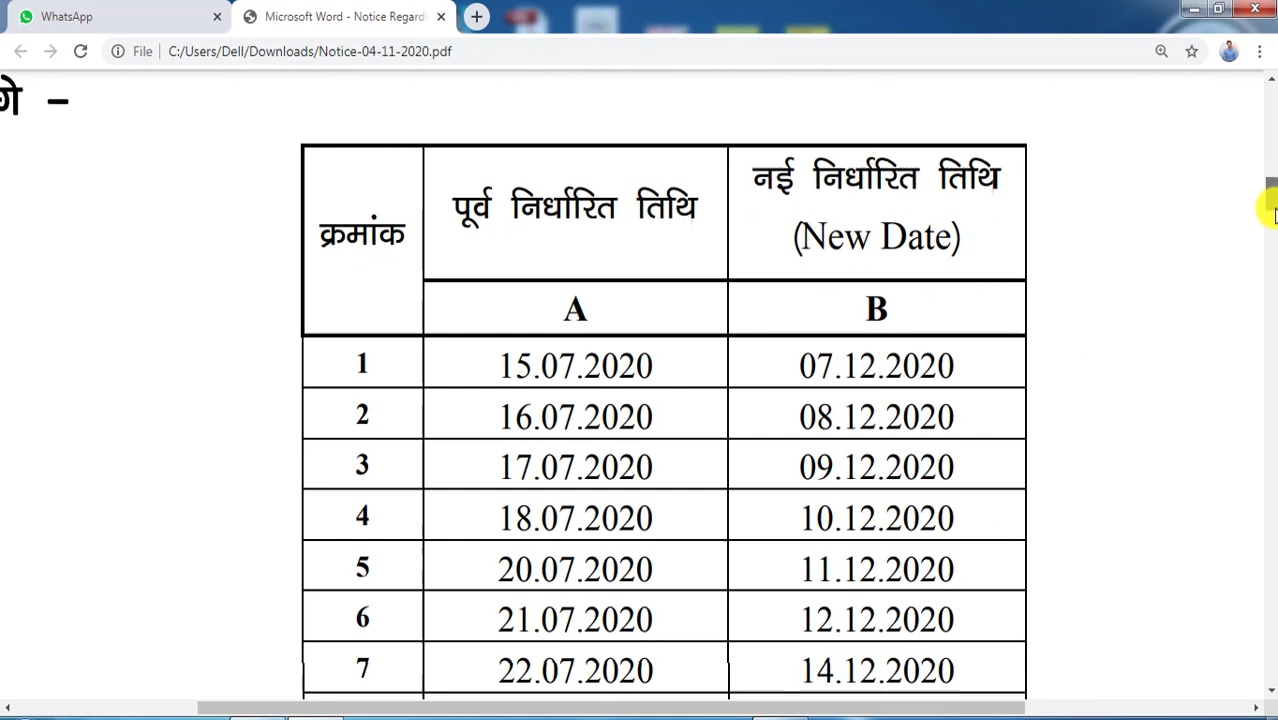 WhatsApp
Microsoft Word - Notice Regardi
File
C:/Users/Dell/Downloads/Notice-04-11-2020.pdf
गे –
क्रमांक
पूर्व निर्धारित तिथि
नई निर्धारित तिथि
(New Date)
A B
1 15.07.2020 07.12.2020
2 16.07.2020 08.12.2020
3 17.07.2020 09.12.2020
4 18.07.2020 10.12.2020
5 20.07.2020 11.12.2020
6 21.07.2020 12.12.2020
7 22.07.2020 14.12.2020